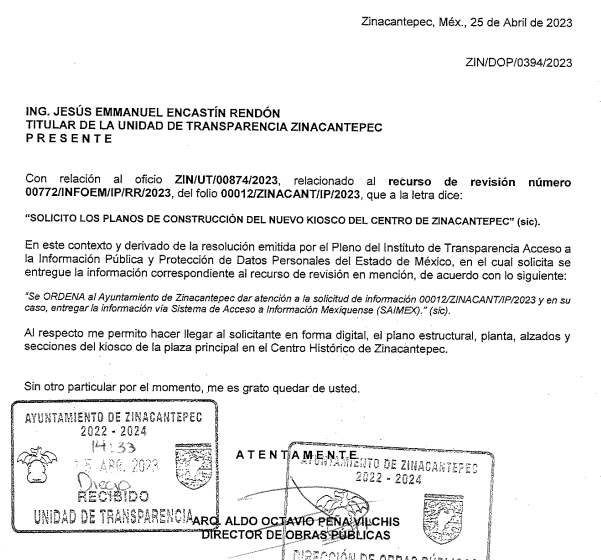 Zinacantepec, Méx., 25 de Abril de 2023
ZIN/DOP/0394/2023
ING. JESÚS EMMANUEL ENCASTÍN RENDÓN
TITULAR DE LA UNIDAD DE TRANSPARENCIA ZINACANTEPEC
P R E S E N T E
Con relación al oficio ZIN/UT/00874/2023, relacionado al recurso de revisión número
00772/INFOEM/IP/RR/2023, del folio 00012/ZINACANT/IP/2023, que a la letra dice:
“SOLICITO LOS PLANOS DE CONSTRUCCIÓN DEL NUEVO KIOSKO DEL CENTRO DE ZINACANTEPEC” (sic).
En este contexto y derivado de la resolución emitida por el Pleno del Instituto de Transparencia Acceso a
la Información Pública y Protección de Datos Personales del Estado de México, en el cual solicita se
entregue la información correspondiente al recurso de revisión en mención, de acuerdo con lo siguiente:
“Se ORDENA al Ayuntamiento de Zinacantepec dar atención a la solicitud de información 00012/ZINACANT/IP/2023 y en su
caso, entregar la información vía Sistema de Acceso a Información Mexiquense (SAIMEX).” (sic).
Al respecto me permito hacer llegar al solicitante en forma digital, el plano estructural, planta, alzados y
secciones del kiosco de la plaza principal en el Centro Histórico de Zinacantepec.
Sin otro particular por el momento, me es grato quedar de usted.
AYUNTAMIENTO DE ZINACANTEPEC
2022 - 2024
14:33
ABR. 2023
Diego
RECIBIDO
UNIDAD DE TRANSPARENCIA
A T E N T A M E N T E
AYUNTAMIENTO DE ZINACANTEPEC
2022 - 2024
ARQ. ALDO OCTAVIO PEÑA VILCHIS
DIRECTOR DE OBRAS PÚBLICAS
DIRECCIÓN DE OBRAS PÚBLICAS